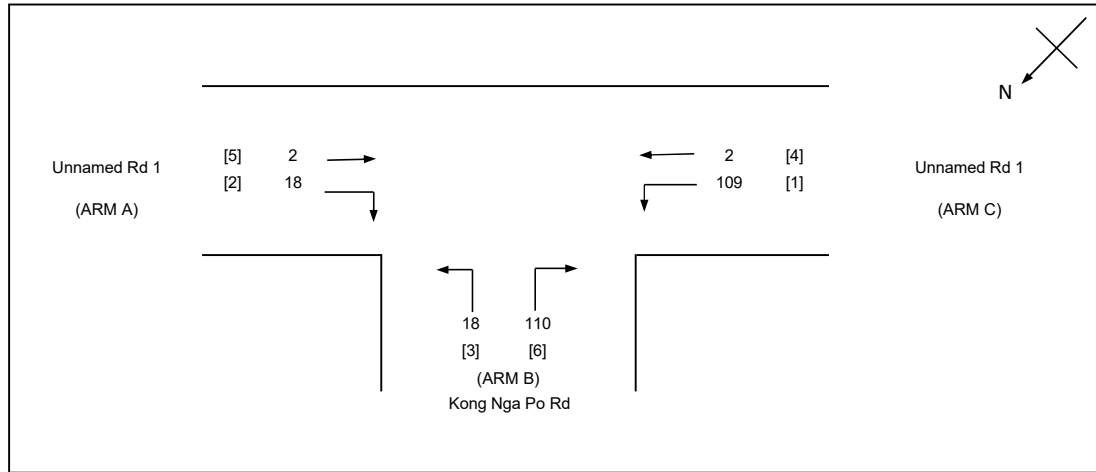 N
Unnamed Rd 1
(ARM A)
[5] 2
[2] 18
2 [4]
109 [1]
Unnamed Rd 1
(ARM C)
18 110
[3] [6]
(ARM B)
Kong Nga Po Rd